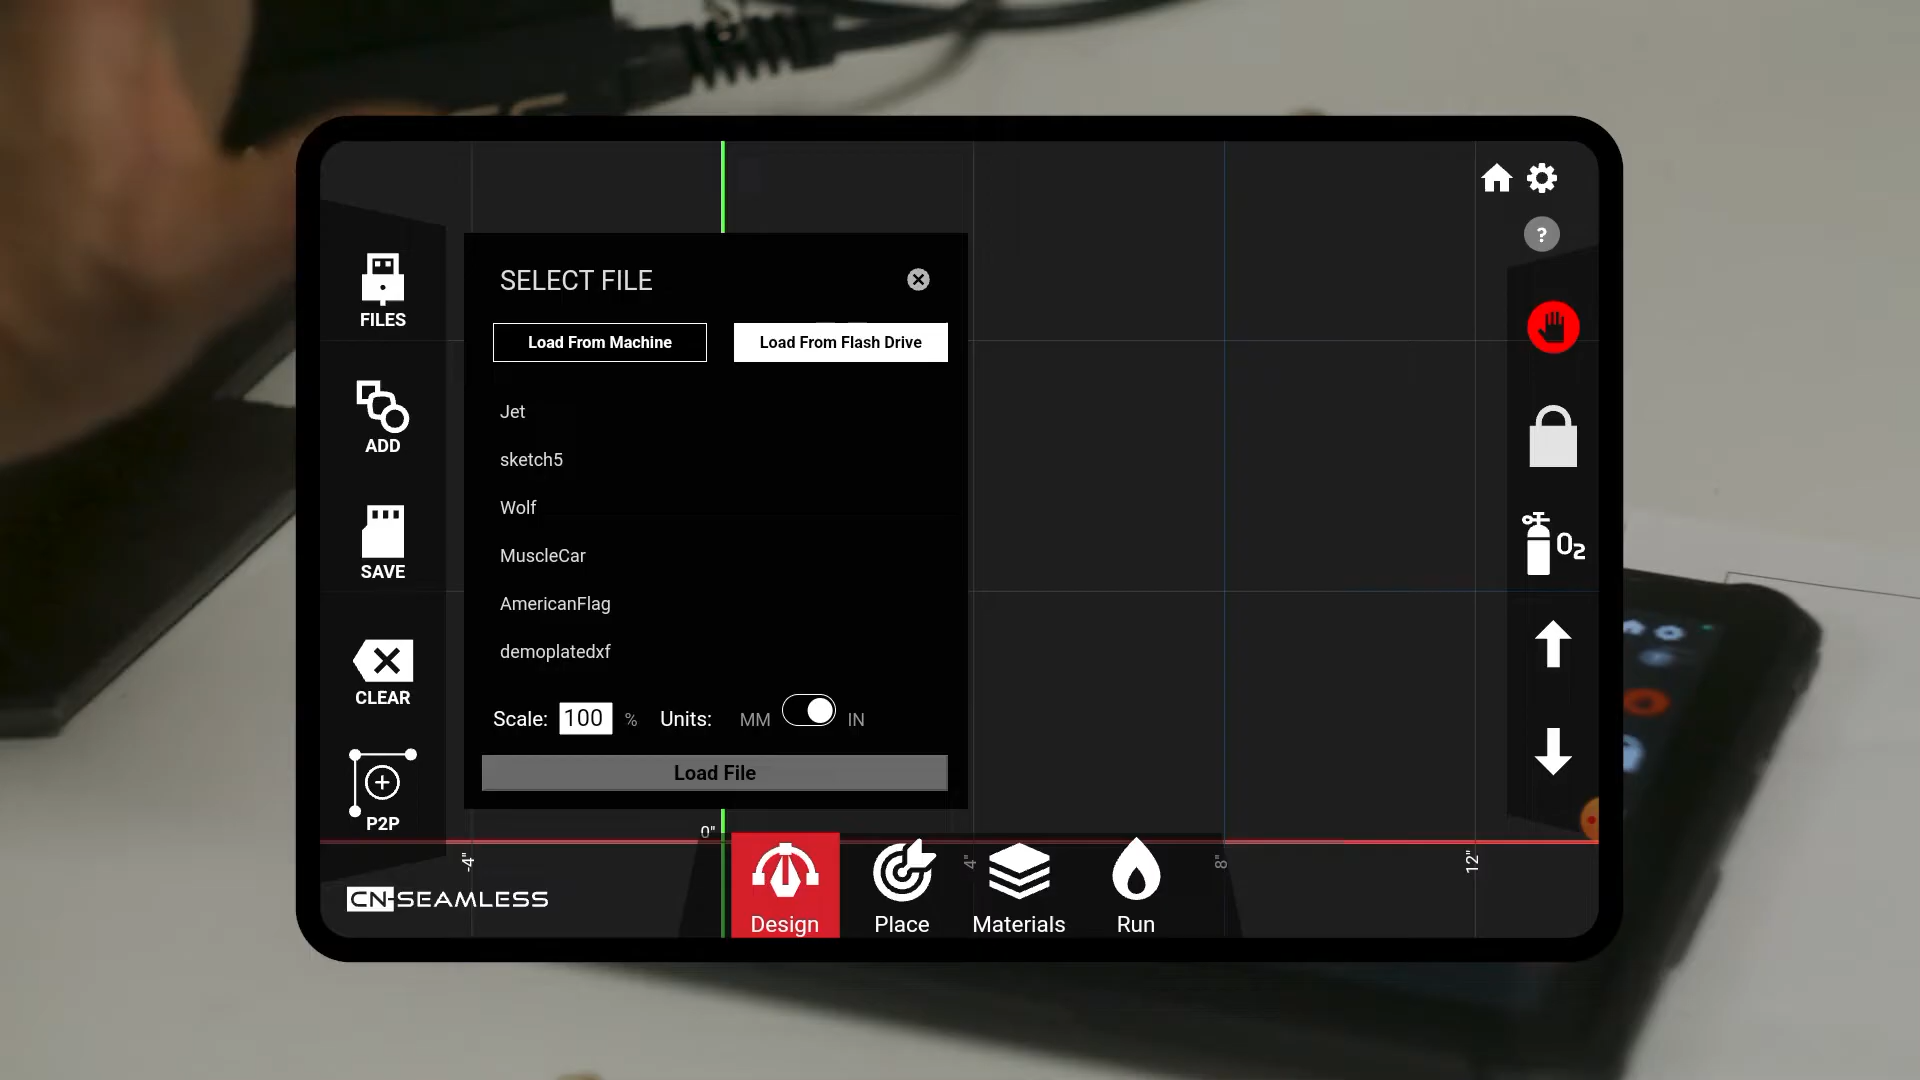 SELECT FILE
Load From Machine
Load From Flash Drive
Jet
sketch5
Wolf
MuscleCar
AmericanFlag
demoplatedxf
Scale: 100 % Units: MM IN
Load File
FILES
ADD
SAVE
CLEAR
P2P
?
O2
0"
-4"
4"
8"
12"
CN-SEAMLESS
Design
Place
Materials
Run